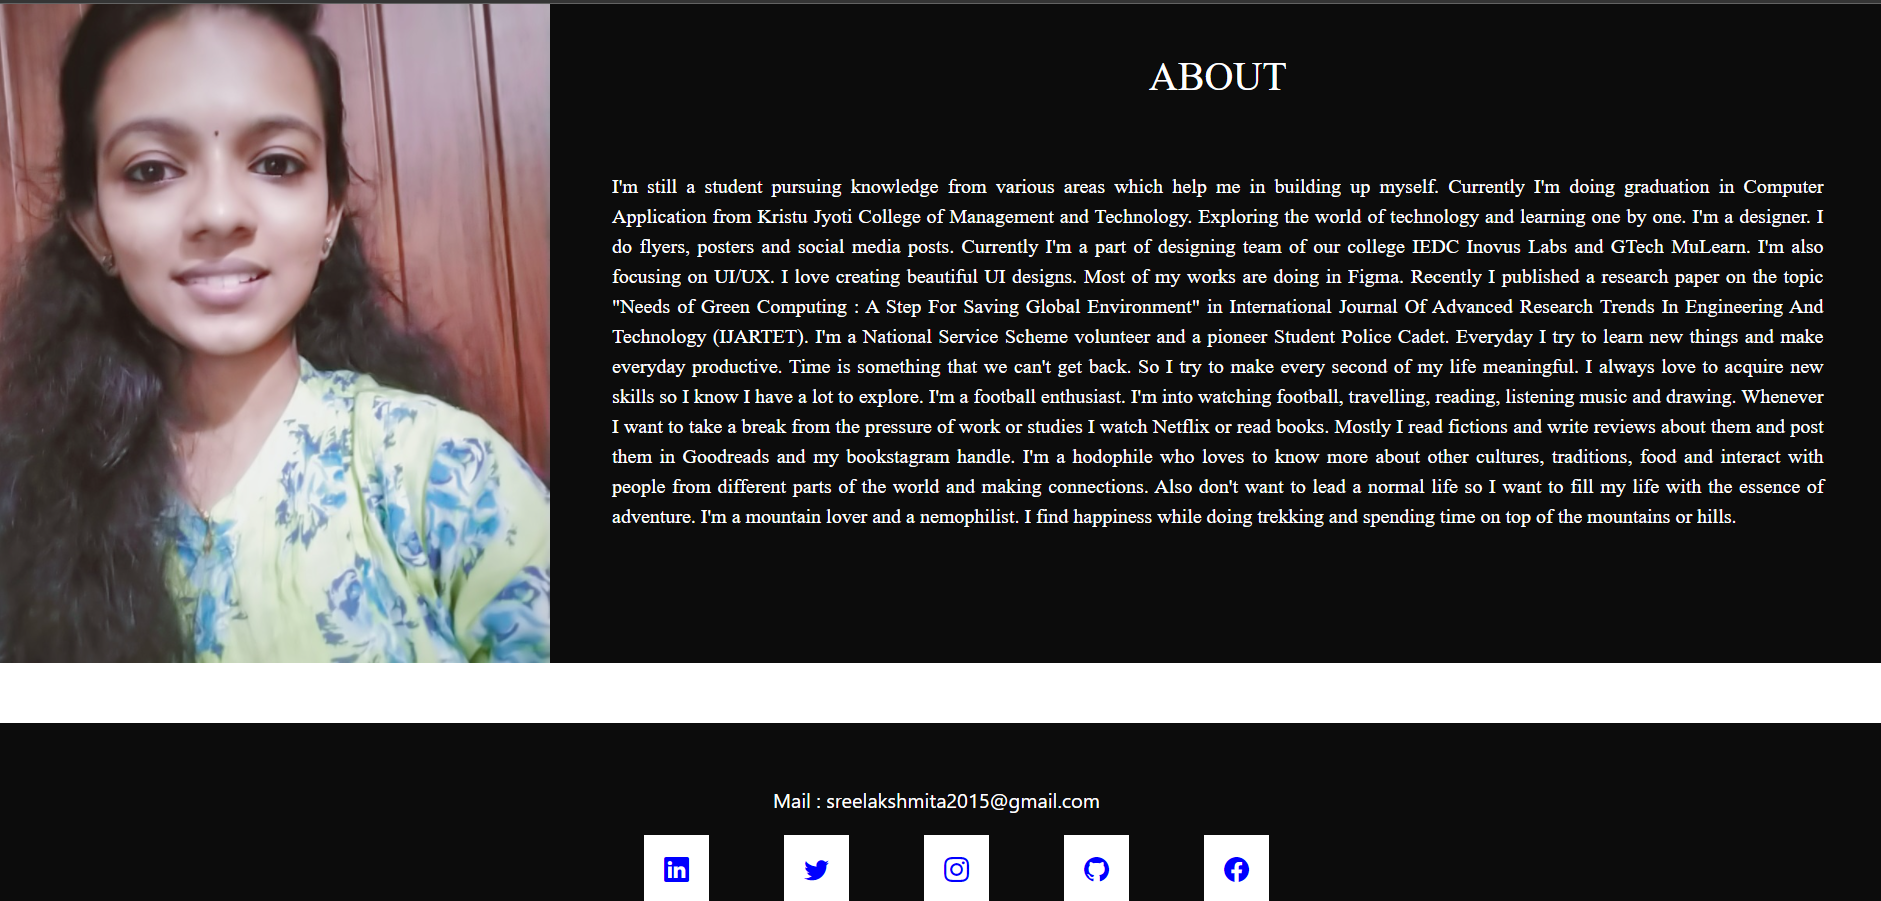 ABOUT
I'm still a student pursuing knowledge from various areas which help me in building up myself. Currently I'm doing graduation in Computer
Application from Kristu Jyoti College of Management and Technology. Exploring the world of technology and learning one by one. I'm a designer. I
do flyers, posters and social media posts. Currently I'm a part of designing team of our college IEDC Inovus Labs and GTech MuLearn. I'm also
focusing on UI/UX. I love creating beautiful UI designs. Most of my works are doing in Figma. Recently I published a research paper on the topic
"Needs of Green Computing : A Step For Saving Global Environment" in International Journal Of Advanced Research Trends In Engineering And
Technology (IJARTET). I'm a National Service Scheme volunteer and a pioneer Student Police Cadet. Everyday I try to learn new things and make
everyday productive. Time is something that we can't get back. So I try to make every second of my life meaningful. I always love to acquire new
skills so I know I have a lot to explore. I'm a football enthusiast. I'm into watching football, travelling, reading, listening music and drawing. Whenever
I want to take a break from the pressure of work or studies I watch Netflix or read books. Mostly I read fictions and write reviews about them and post
them in Goodreads and my bookstagram handle. I'm a hodophile who loves to know more about other cultures, traditions, food and interact with
people from different parts of the world and making connections. Also don't want to lead a normal life so I want to fill my life with the essence of
adventure. I'm a mountain lover and a nemophilist. I find happiness while doing trekking and spending time on top of the mountains or hills.
Mail : sreelakshmita2015@gmail.com